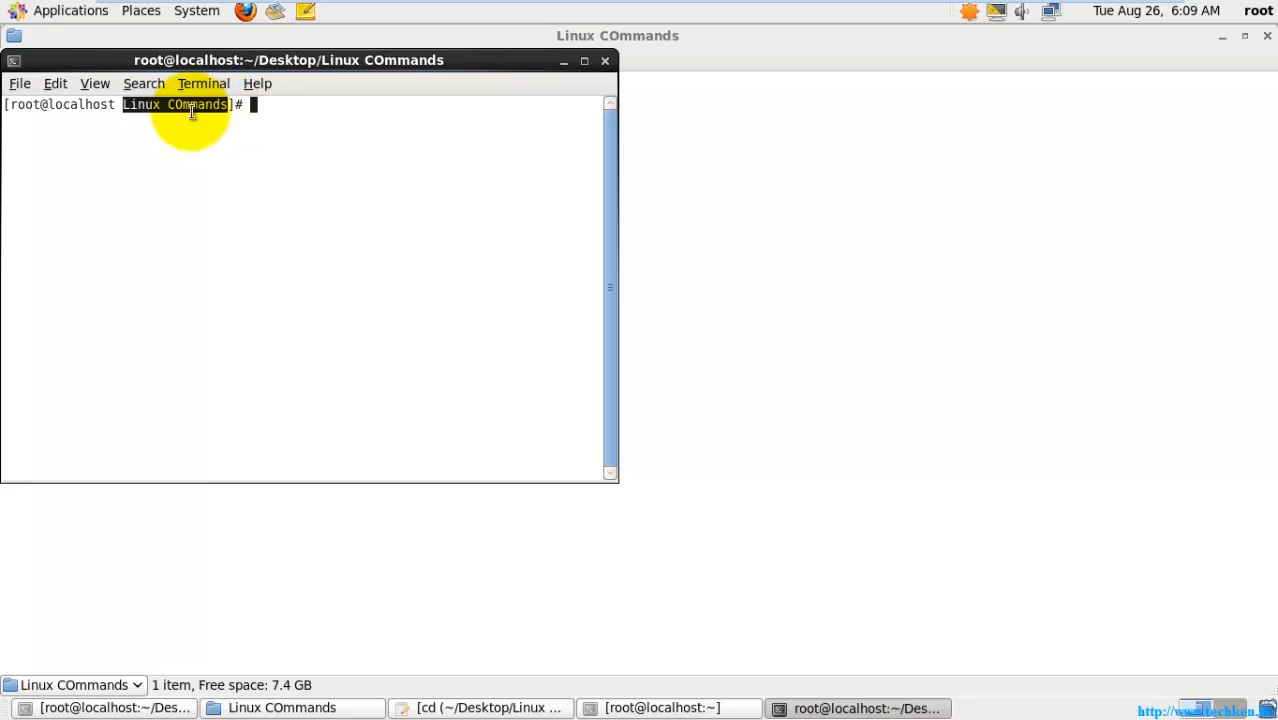 Applications Places System Tue Aug 26, 6:09 AM root
Linux COmmands
root@localhost:~/Desktop/Linux COmmands
File Edit View Search Terminal Help
[root@localhost Linux COmmands]#
Linux COmmands 1 item, Free space: 7.4 GB
[root@localhost:~/Des... Linux COmmands [cd (~/Desktop/Linux ... [root@localhost:~] root@localhost:~/Des...